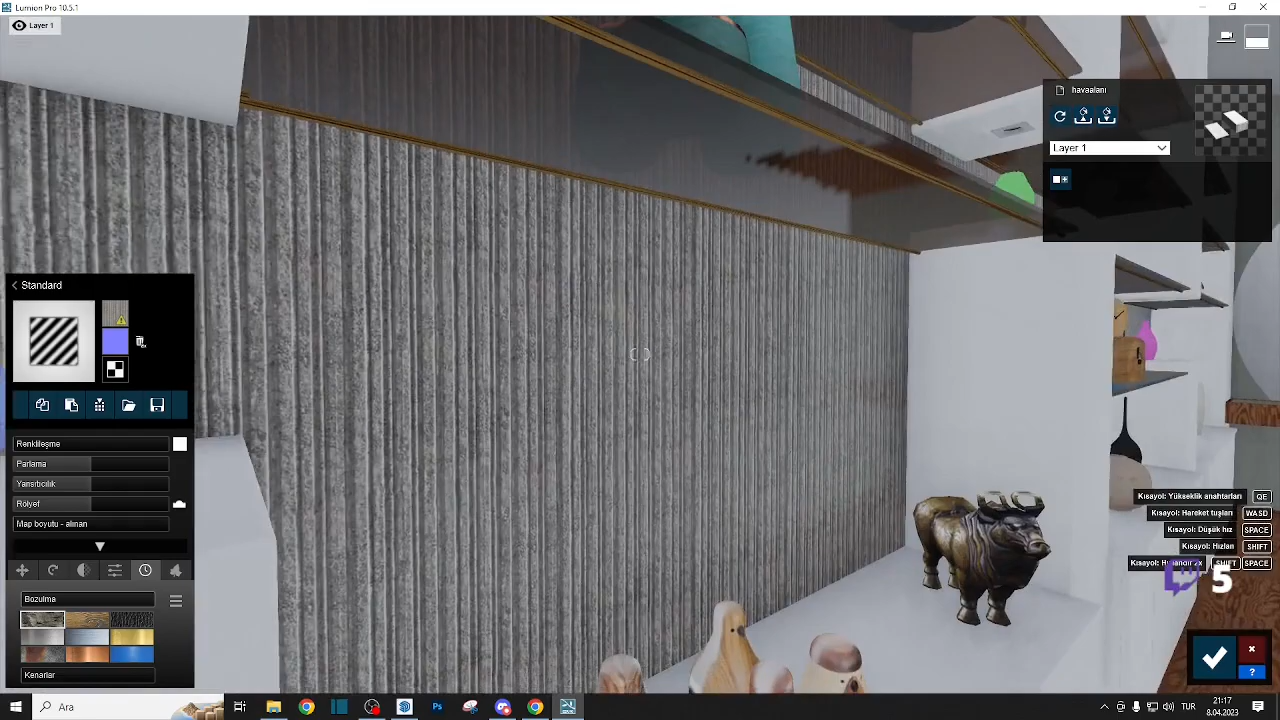 Lumion Pro 10.5.1
Layer 1
havaalanı
Layer 1
Standard
Renklileşme
Parlama
Yansıtıcılık
Rölyef
Map boyutu - alınan
Bozulma
Kenarlar
Kısayol: Yükseklik anahtarları QE
Kısayol: Hareket tuşları WASD
Kısayol: Düşük hız SPACE
Kısayol: Hızlan SHIFT
Kısayol: SHIFT SPACE
5
?
Ara
Ps
TUR
21:17
8.04.2023